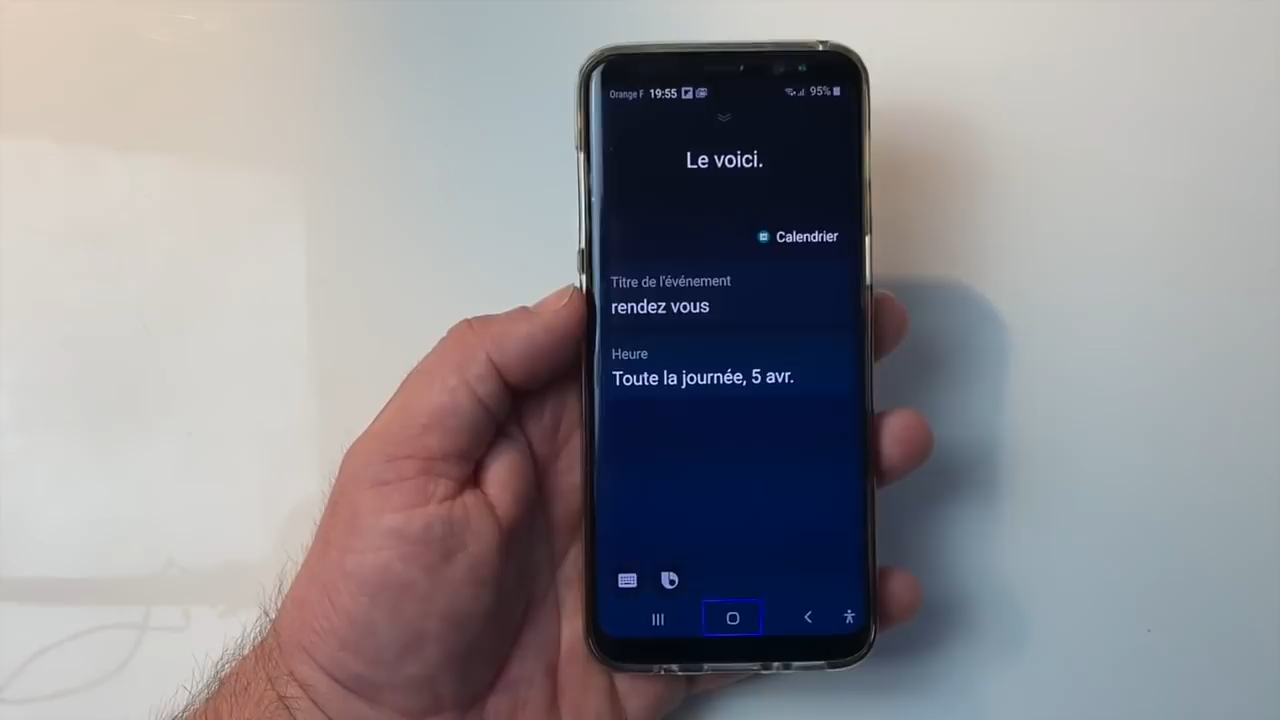 Orange F 19:55 95%
Le voici.
Calendrier
Titre de l'événement
rendez vous
Heure
Toute la journée, 5 avr.